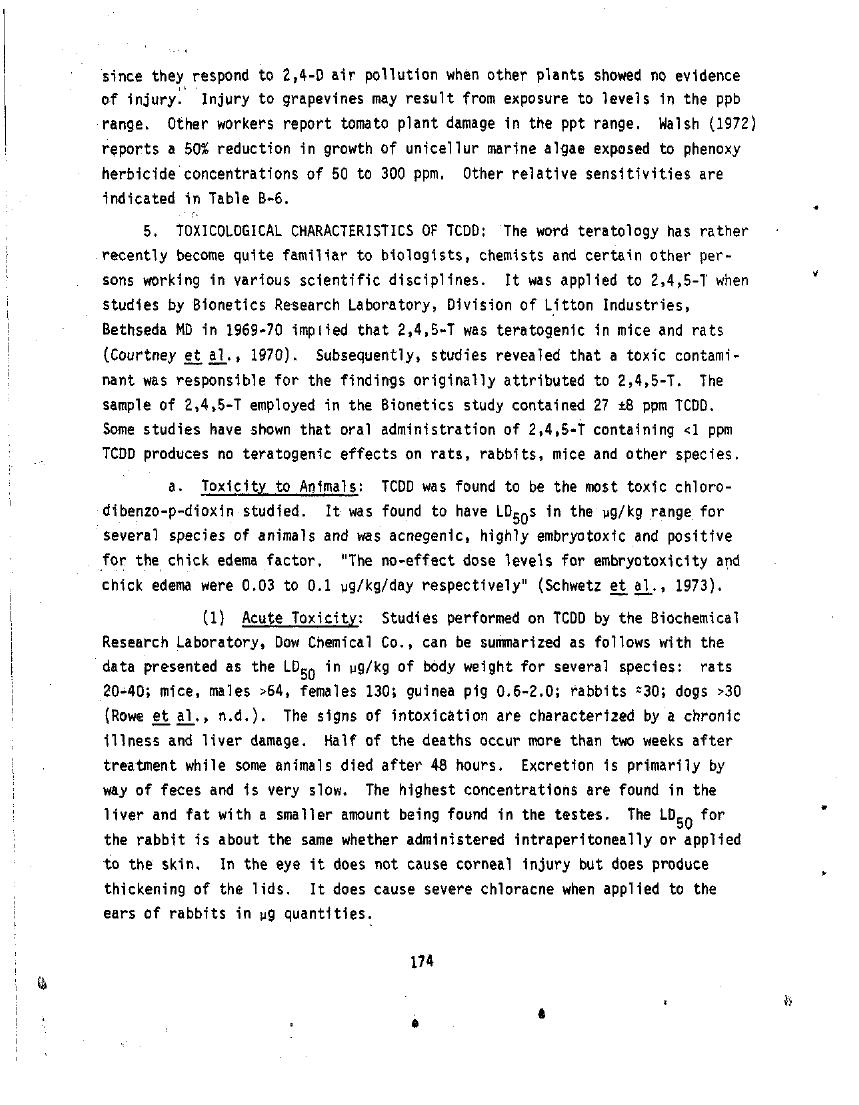 since they respond to 2,4-D air pollution when other plants showed no evidence
of injury. Injury to grapevines may result from exposure to levels in the ppb
range. Other workers report tomato plant damage in the ppt range. Walsh (1972)
reports a 50% reduction in growth of unicellur marine algae exposed to phenoxy
herbicide concentrations of 50 to 300 ppm. Other relative sensitivities are
indicated in Table B-6.
5. TOXICOLOGICAL CHARACTERISTICS OF TCDD: The word teratology has rather
recently become quite familiar to biologists, chemists and certain other per-
sons working in various scientific disciplines. It was applied to 2,4,5-T when
studies by Bionetics Research Laboratory, Division of Litton Industries,
Bethseda MD in 1969-70 implied that 2,4,5-T was teratogenic in mice and rats
(Courtney et al., 1970). Subsequently, studies revealed that a toxic contami-
nant was responsible for the findings originally attributed to 2,4,5-T. The
sample of 2,4,5-T employed in the Bionetics study contained 27 ±8 ppm TCDD.
Some studies have shown that oral administration of 2,4,5-T containing <1 ppm
TCDD produces no teratogenic effects on rats, rabbits, mice and other species.
a. Toxicity to Animals: TCDD was found to be the most toxic chloro-
dibenzo-p-dioxin studied. It was found to have LD50s in the µg/kg range for
several species of animals and was acnegenic, highly embryotoxic and positive
for the chick edema factor. "The no-effect dose levels for embryotoxicity and
chick edema were 0.03 to 0.1 µg/kg/day respectively" (Schwetz et al., 1973).
(1) Acute Toxicity: Studies performed on TCDD by the Biochemical
Research Laboratory, Dow Chemical Co., can be summarized as follows with the
data presented as the LD50 in µg/kg of body weight for several species: rats
20-40; mice, males >64, females 130; guinea pig 0.6-2.0; rabbits ≈30; dogs >30
(Rowe et al., n.d.). The signs of intoxication are characterized by a chronic
illness and liver damage. Half of the deaths occur more than two weeks after
treatment while some animals died after 48 hours. Excretion is primarily by
way of feces and is very slow. The highest concentrations are found in the
liver and fat with a smaller amount being found in the testes. The LD50 for
the rabbit is about the same whether administered intraperitoneally or applied
to the skin. In the eye it does not cause corneal injury but does produce
thickening of the lids. It does cause severe chloracne when applied to the
ears of rabbits in µg quantities.
174